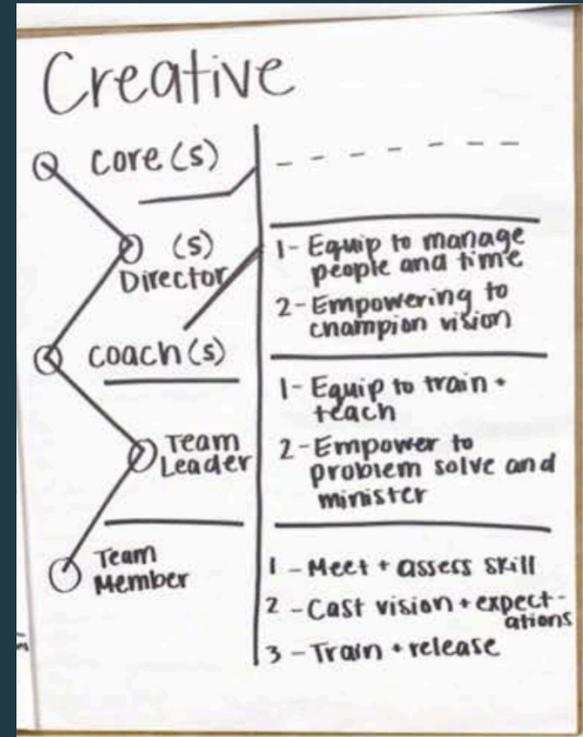 Creative
core (s)
(s)
Director
1- Equip to manage
people and time
2- Empowering to
champion vision
coach (s)
1- Equip to train +
teach
Team
Leader
2- Empower to
problem solve and
minister
Team
Member
1 - Meet + assess skill
2 - Cast vision + expect-
ations
3 - Train + release